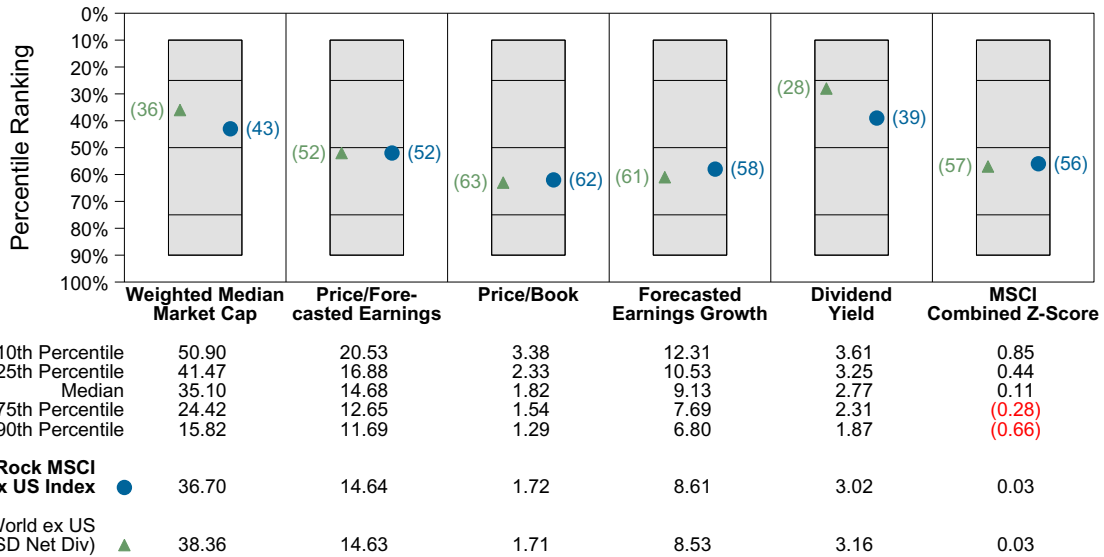 0%
10%
20%
30%
40%
50%
60%
70%
80%
90%
100%
Percentile Ranking
(36) (43)
(52) (52)
(63) (62)
(61) (58)
(28) (39)
(57) (56)
Weighted Median Market Cap
Price/Fore-casted Earnings
Price/Book
Forecasted Earnings Growth
Dividend Yield
MSCI Combined Z-Score
10th Percentile 50.90 20.53 3.38 12.31 3.61 0.85
25th Percentile 41.47 16.88 2.33 10.53 3.25 0.44
Median 35.10 14.68 1.82 9.13 2.77 0.11
75th Percentile 24.42 12.65 1.54 7.69 2.31 (0.28)
90th Percentile 15.82 11.69 1.29 6.80 1.87 (0.66)
Rock MSCI
x US Index 36.70 14.64 1.72 8.61 3.02 0.03
World ex US
SD Net Div) 38.36 14.63 1.71 8.53 3.16 0.03